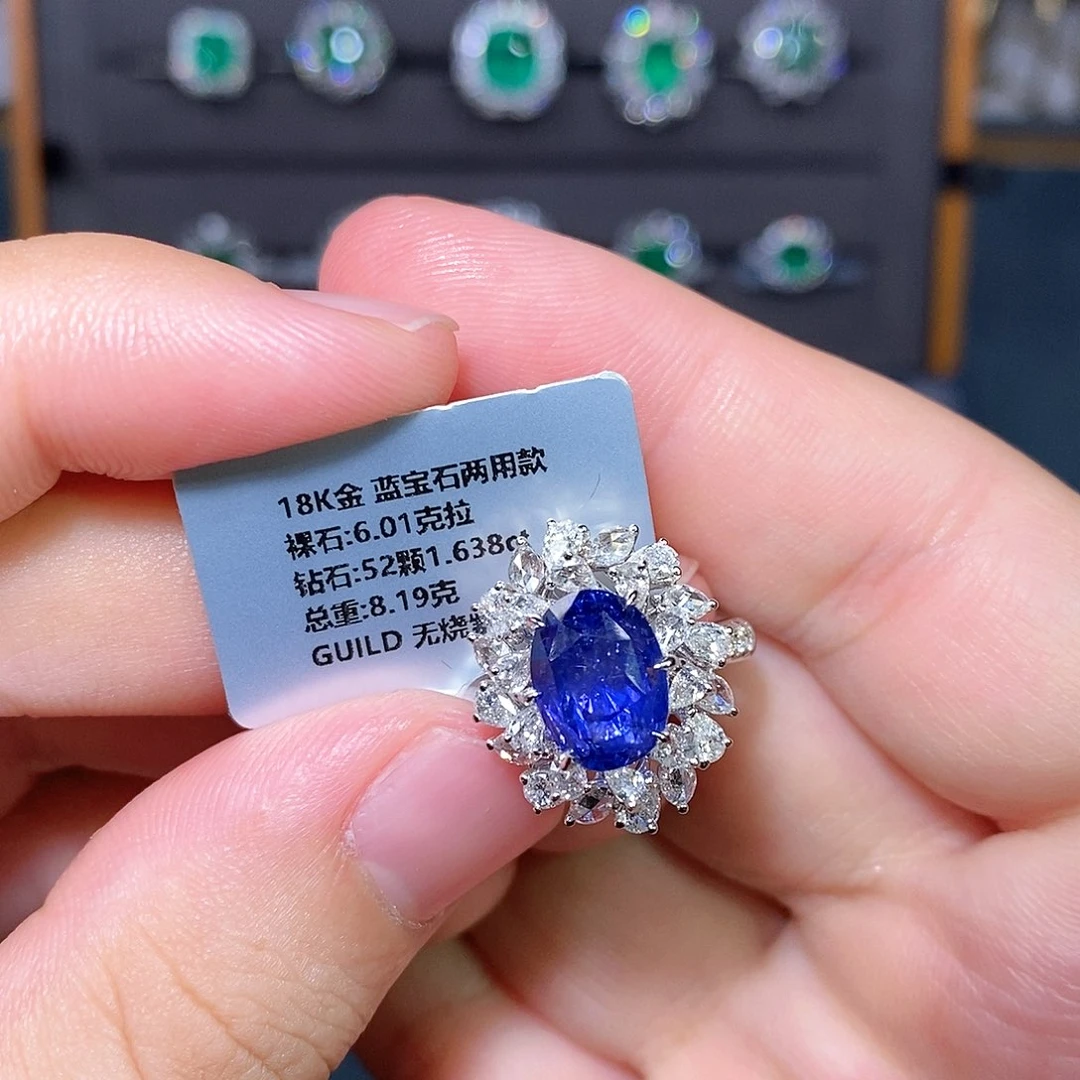 18K金 蓝宝石两用款
裸石:6.01克拉
钻石:52颗1.638ct
总重:8.19克
GUILD 无烧